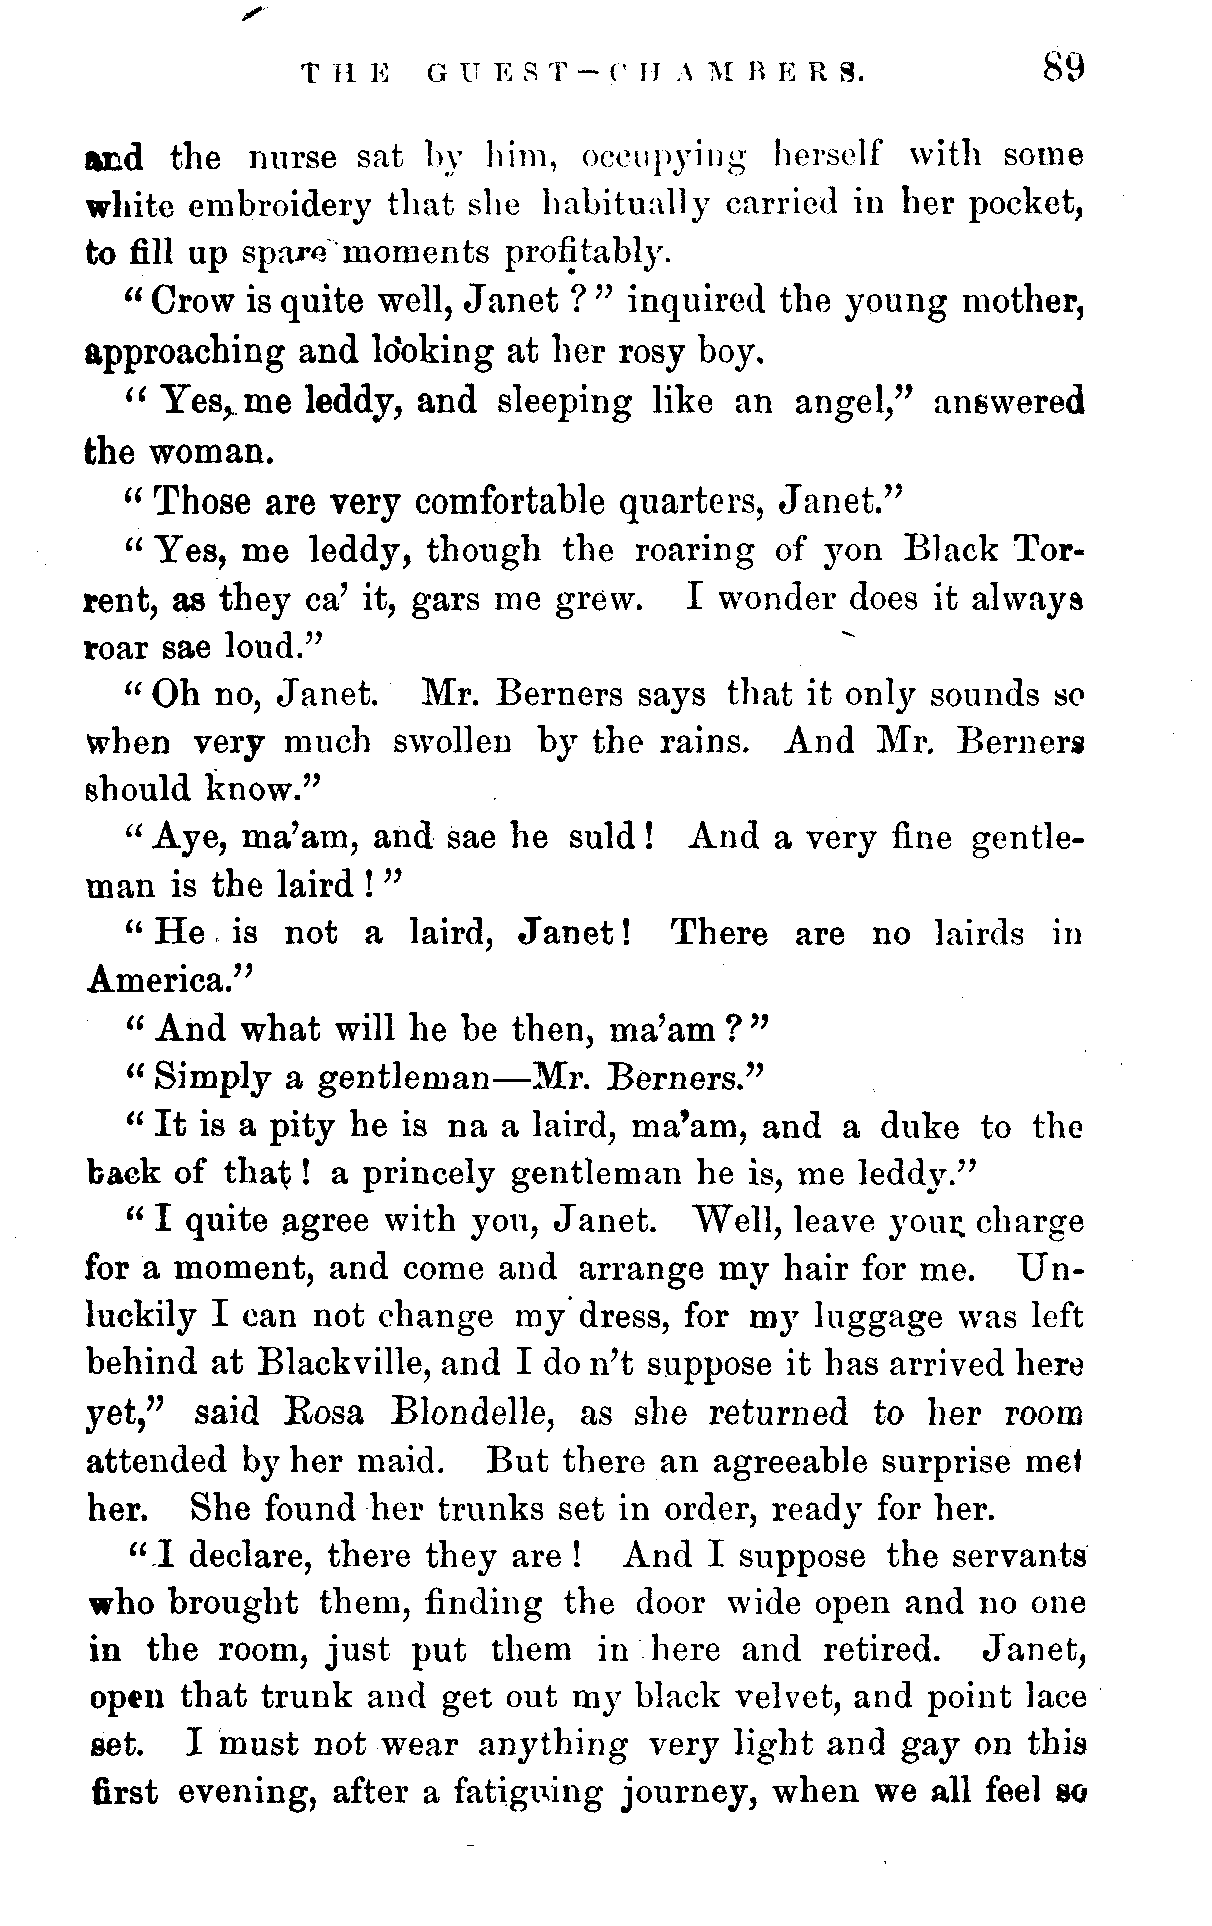 THE GUEST-CHAMBERS. 89
and the nurse sat by him, occupying herself with some
white embroidery that she habitually carried in her pocket,
to fill up spare moments profitably.
"Crow is quite well, Janet?" inquired the young mother,
approaching and looking at her rosy boy.
"Yes, me leddy, and sleeping like an angel," answered
the woman.
"Those are very comfortable quarters, Janet."
"Yes, me leddy, though the roaring of yon Black Tor-
rent, as they ca' it, gars me grew. I wonder does it always
roar sae loud."
"Oh no, Janet. Mr. Berners says that it only sounds so
when very much swollen by the rains. And Mr. Berners
should know."
"Aye, ma'am, and sae he suld! And a very fine gentle-
man is the laird!"
"He is not a laird, Janet! There are no lairds in
America."
"And what will he be then, ma'am?"
"Simply a gentleman—Mr. Berners."
"It is a pity he is na a laird, ma'am, and a duke to the
back of that! a princely gentleman he is, me leddy."
"I quite agree with you, Janet. Well, leave your charge
for a moment, and come and arrange my hair for me. Un-
luckily I can not change my dress, for my luggage was left
behind at Blackville, and I do n't suppose it has arrived here
yet," said Rosa Blondelle, as she returned to her room
attended by her maid. But there an agreeable surprise met
her. She found her trunks set in order, ready for her.
"I declare, there they are! And I suppose the servants
who brought them, finding the door wide open and no one
in the room, just put them in here and retired. Janet,
open that trunk and get out my black velvet, and point lace
set. I must not wear anything very light and gay on this
first evening, after a fatiguing journey, when we all feel so